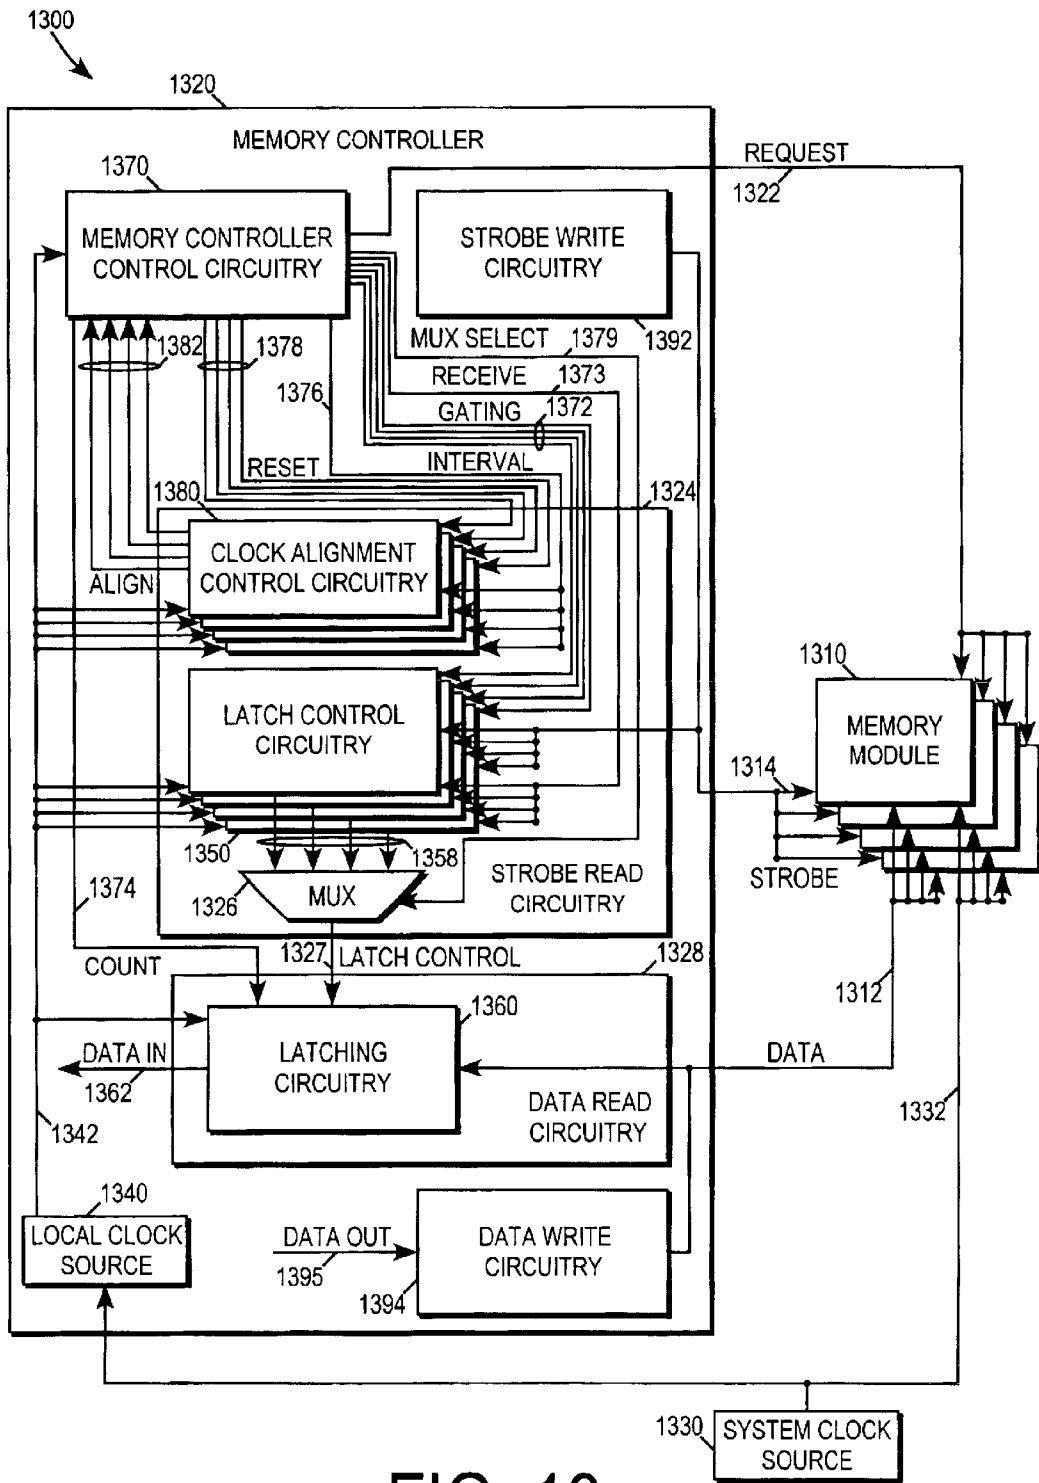 1300
1320
MEMORY CONTROLLER
1370
MEMORY CONTROLLER
CONTROL CIRCUITRY
STROBE WRITE
CIRCUITRY
1392
REQUEST
1322
1382
1378
1376
MUX SELECT
1379
RECEIVE
1373
GATING
1372
INTERVAL
RESET
1324
1380
CLOCK ALIGNMENT
CONTROL CIRCUITRY
ALIGN
LATCH CONTROL
CIRCUITRY
1350
1358
1374
1326
MUX
STROBE READ
CIRCUITRY
1310
MEMORY
MODULE
1314
STROBE
COUNT
1327
LATCH CONTROL
1328
1312
1360
LATCHING
CIRCUITRY
DATA IN
1362
DATA
1332
DATA READ
CIRCUITRY
1342
1340
LOCAL CLOCK
SOURCE
DATA OUT
1395
DATA WRITE
CIRCUITRY
1394
1330
SYSTEM CLOCK
SOURCE